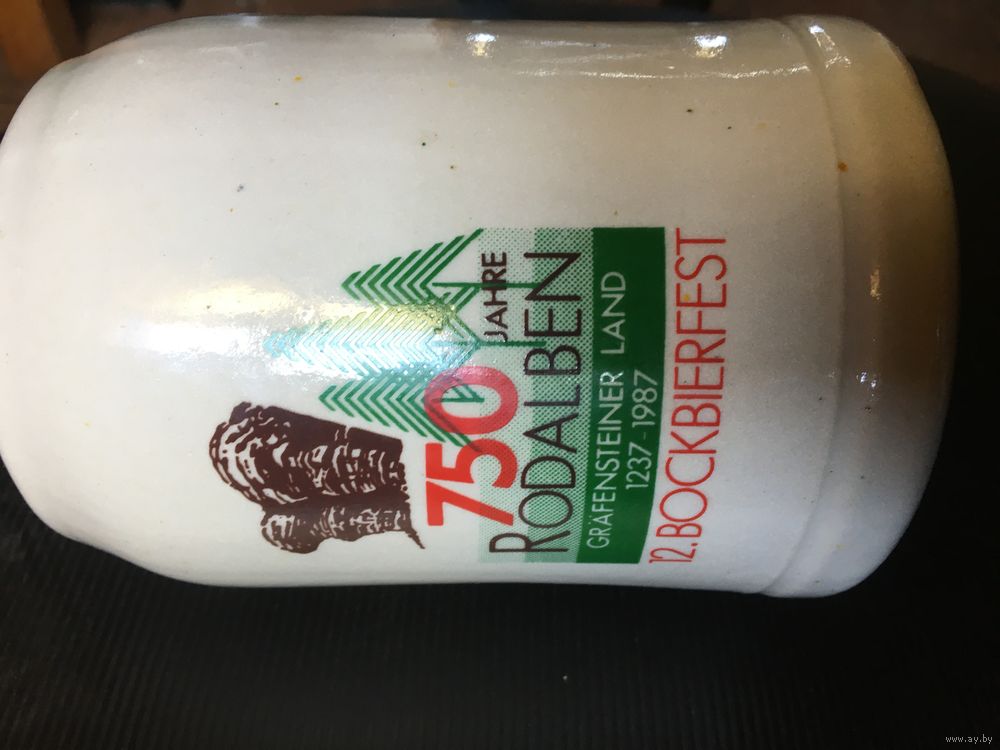 750 JAHRE
RODALBEN
GRÄFENSTEINER LAND
1237-1987
12. BOCKBIERFEST
www.ay.by